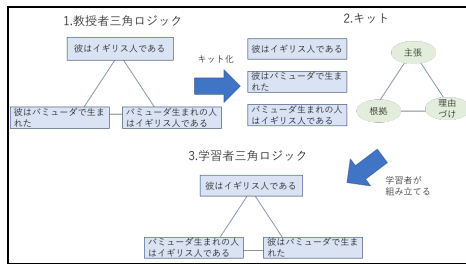 1.教授者三角ロジック
彼はイギリス人である
彼はバミューダで生ま
れた
バミューダ生まれの人
はイギリス人である
キット化
2.キット
彼はイギリス人である
彼はバミューダで生ま
れた
バミューダ生まれの人
はイギリス人である
主張
根拠
理由
づけ
学習者が
組み立てる
3.学習者三角ロジック
彼はイギリス人である
バミューダ生まれの人
はイギリス人である
彼はバミューダで生ま
れた